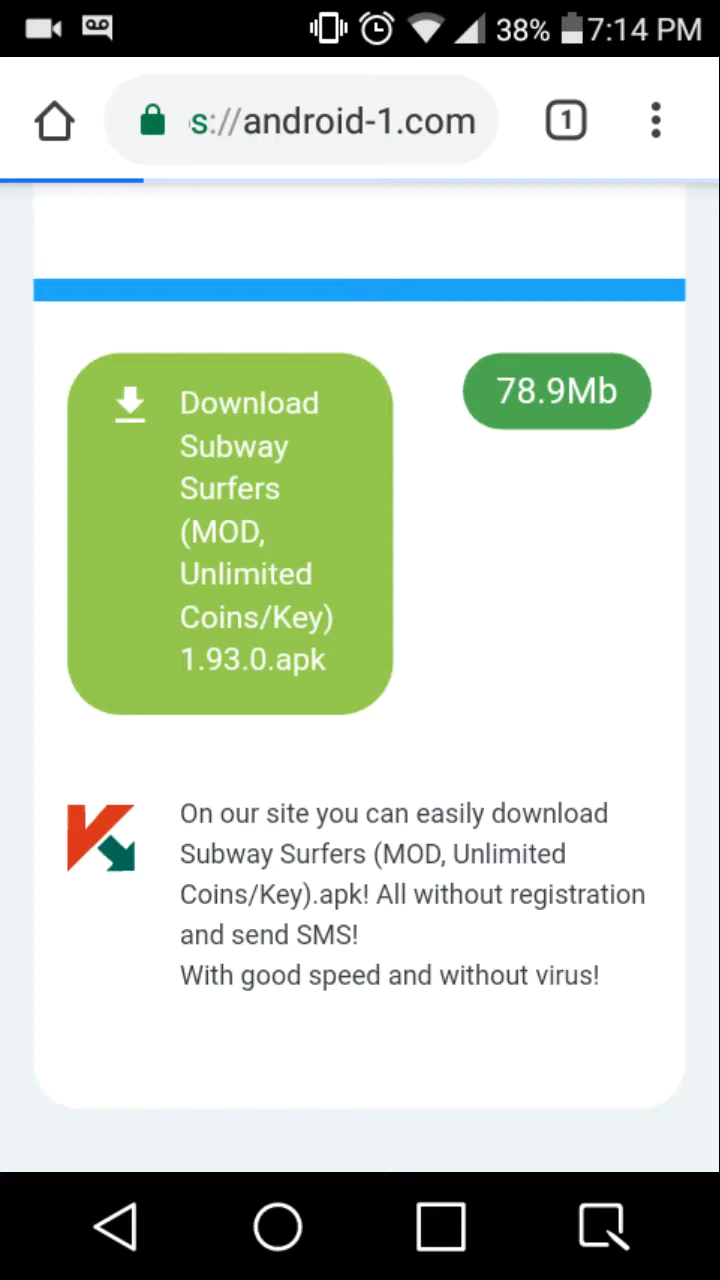 38% 7:14 PM
s://android-1.com
1
Download
Subway
Surfers
(MOD,
Unlimited
Coins/Key)
1.93.0.apk
78.9Mb
On our site you can easily download
Subway Surfers (MOD, Unlimited
Coins/Key).apk! All without registration
and send SMS!
With good speed and without virus!